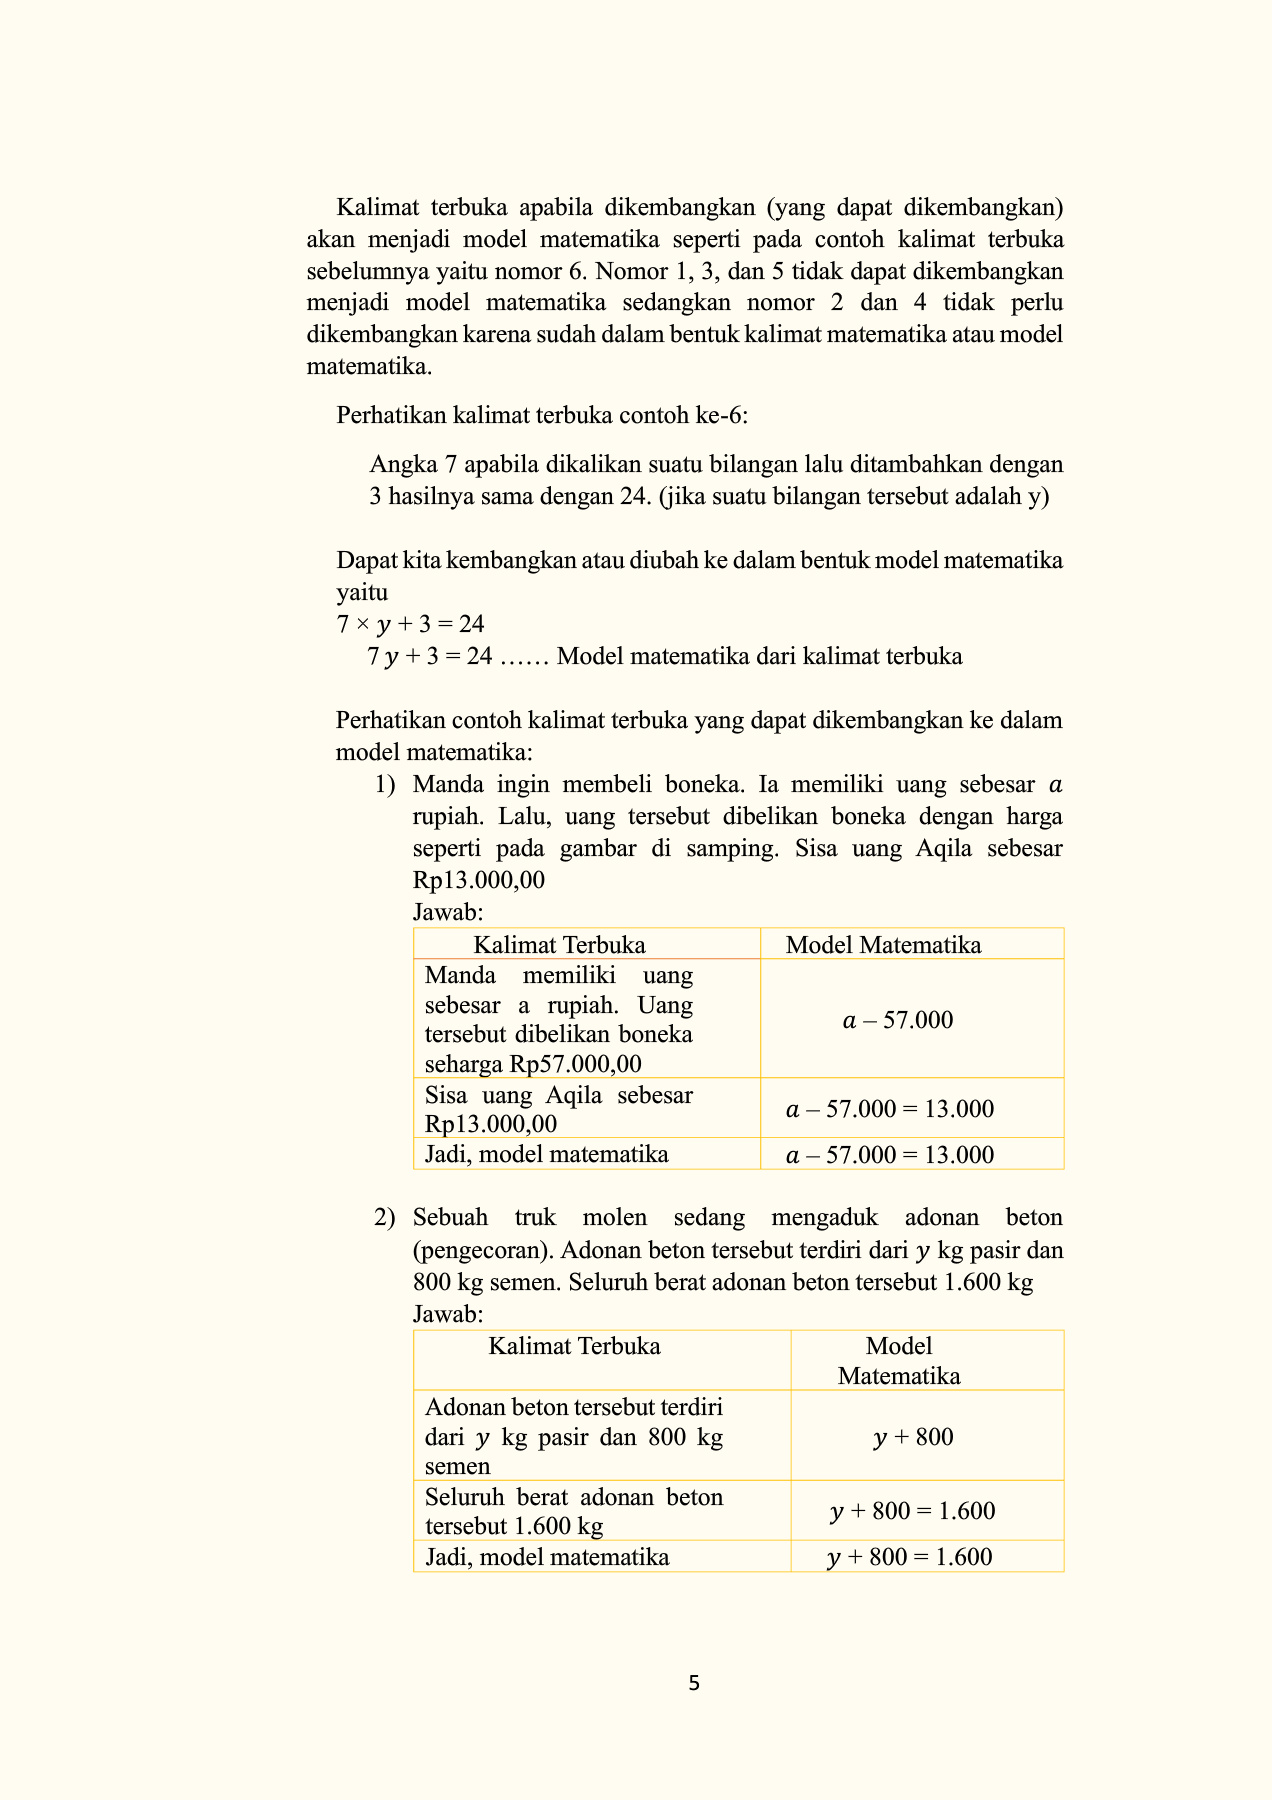 Kalimat terbuka apabila dikembangkan (yang dapat dikembangkan)
akan menjadi model matematika seperti pada contoh kalimat terbuka
sebelumnya yaitu nomor 6. Nomor 1, 3, dan 5 tidak dapat dikembangkan
menjadi model matematika sedangkan nomor 2 dan 4 tidak perlu
dikembangkan karena sudah dalam bentuk kalimat matematika atau model
matematika.
Perhatikan kalimat terbuka contoh ke-6:
Angka 7 apabila dikalikan suatu bilangan lalu ditambahkan dengan
3 hasilnya sama dengan 24. (jika suatu bilangan tersebut adalah y)
Dapat kita kembangkan atau diubah ke dalam bentuk model matematika
yaitu
7 × y + 3 = 24
7 y + 3 = 24 …… Model matematika dari kalimat terbuka
Perhatikan contoh kalimat terbuka yang dapat dikembangkan ke dalam
model matematika:
1) Manda ingin membeli boneka. Ia memiliki uang sebesar a
rupiah. Lalu, uang tersebut dibelikan boneka dengan harga
seperti pada gambar di samping. Sisa uang Aqila sebesar
Rp13.000,00
Jawab:
Kalimat Terbuka Model Matematika
Manda memiliki uang
sebesar a rupiah. Uang
tersebut dibelikan boneka
seharga Rp57.000,00
a – 57.000
Sisa uang Aqila sebesar
Rp13.000,00
a – 57.000 = 13.000
Jadi, model matematika a – 57.000 = 13.000
2) Sebuah truk molen sedang mengaduk adonan beton
(pengecoran). Adonan beton tersebut terdiri dari y kg pasir dan
800 kg semen. Seluruh berat adonan beton tersebut 1.600 kg
Jawab:
Kalimat Terbuka Model
Matematika
Adonan beton tersebut terdiri
dari y kg pasir dan 800 kg
semen
y + 800
Seluruh berat adonan beton
tersebut 1.600 kg
y + 800 = 1.600
Jadi, model matematika y + 800 = 1.600
5